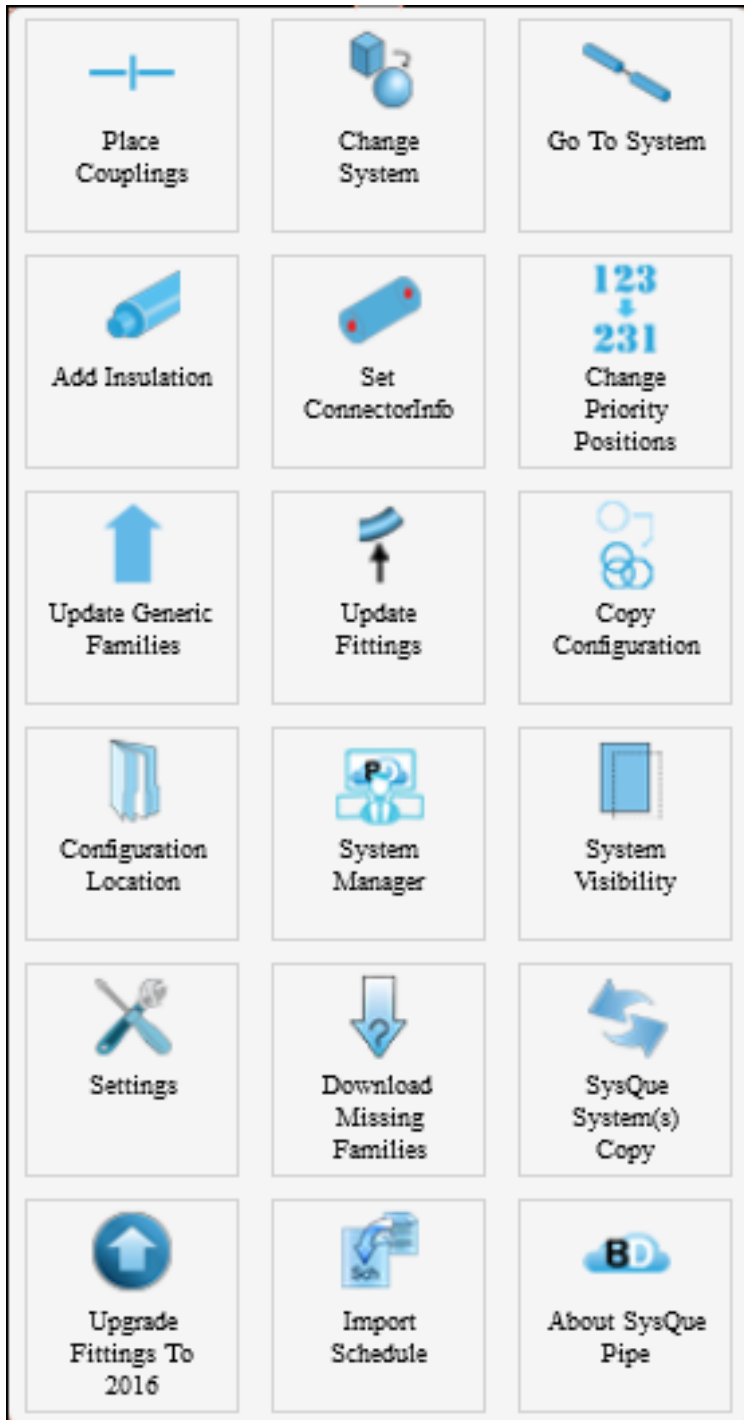 Place
Couplings
Change
System
Go To System
Add Insulation
Set
ConnectorInfo
123
231
Change
Priority
Positions
Update Generic
Families
Update
Fittings
Copy
Configuration
Configuration
Location
System
Manager
System
Visibility
Settings
?
Download
Missing
Families
SysQue
System(s)
Copy
Upgrade
Fittings To
2016
Sch
Import
Schedule
BD
About SysQue
Pipe